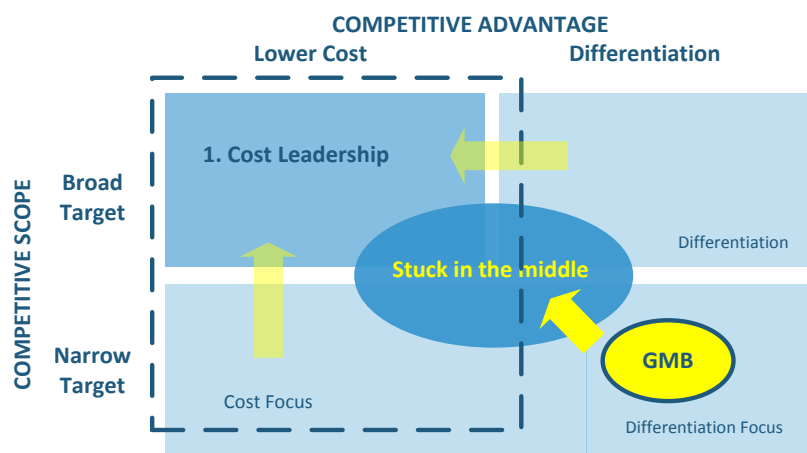 COMPETITIVE ADVANTAGE
Lower Cost
Differentiation
COMPETITIVE SCOPE
Broad
Target
1. Cost Leadership
Differentiation
Stuck in the middle
Narrow
Target
Cost Focus
GMB
Differentiation Focus